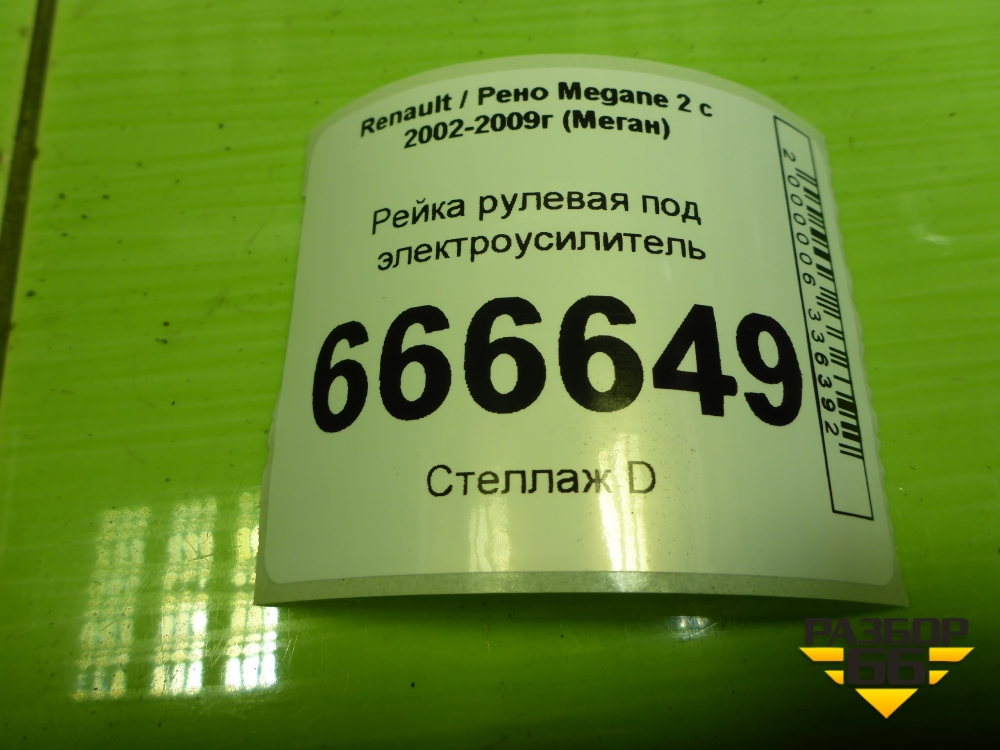 Renault / Рено Megane 2 с
2002-2009г (Меган)
Рейка рулевая под
электроусилитель
666649
Стеллаж D
2000006336392
РАЗБОР
66